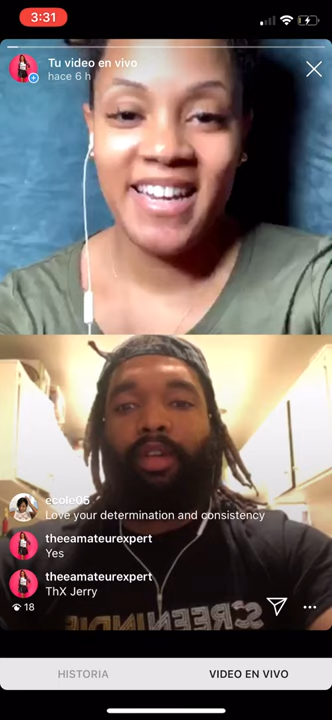 3:31
Tu video en vivo
hace 6 h
ecole05
Love your determination and consistency
theeamateurexpert
Yes
theeamateurexpert
ThX Jerry
18
SCREENINDIE
HISTORIA
VIDEO EN VIVO